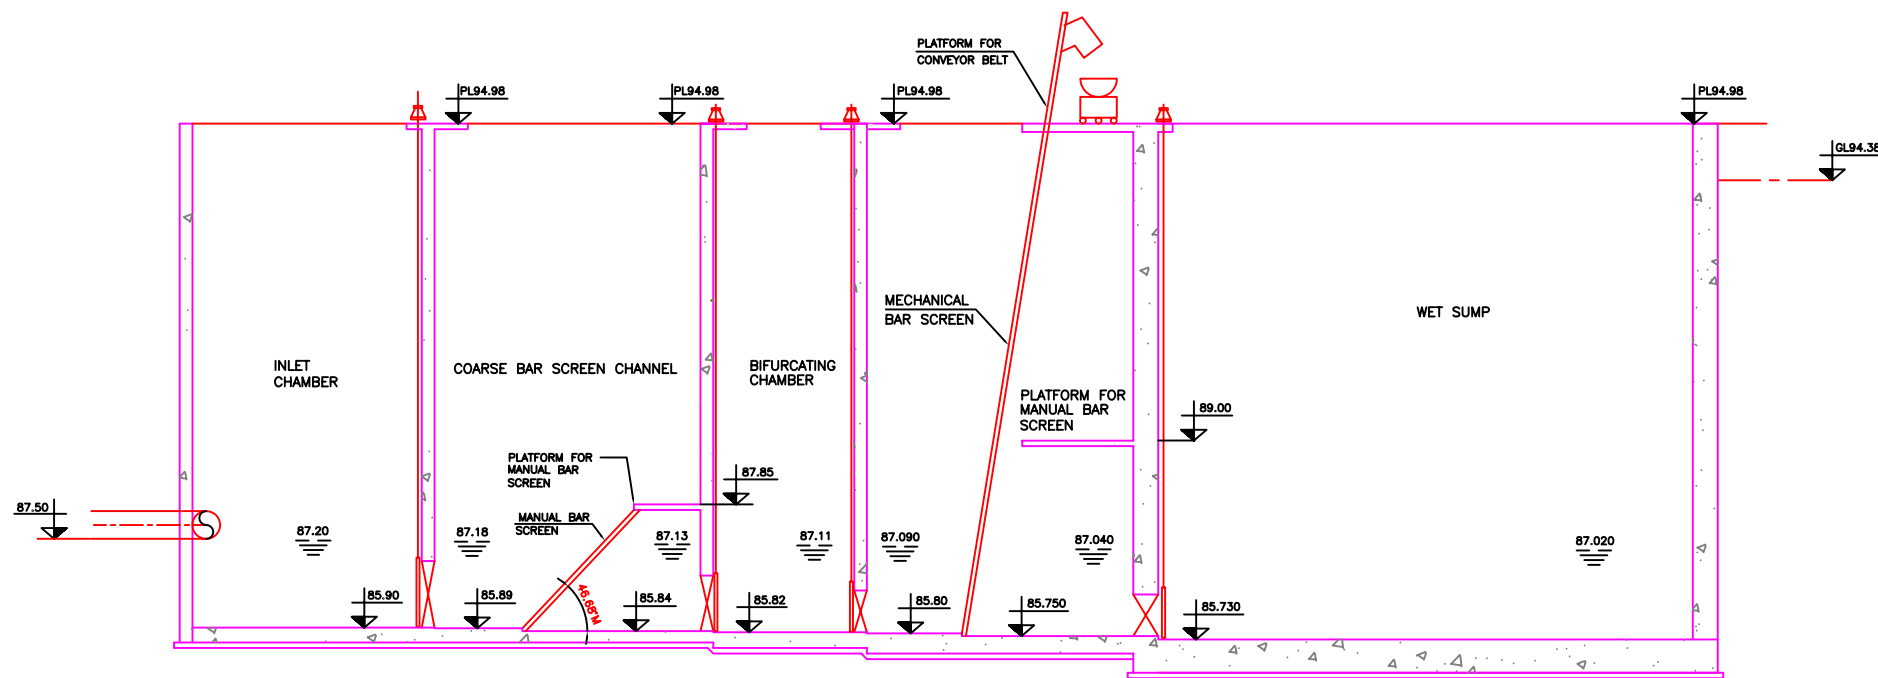 PLATFORM FOR
CONVEYOR BELT
PL94.98
PL94.98
PL94.98
PL94.98
GL94.38
MECHANICAL
BAR SCREEN
WET SUMP
INLET
CHAMBER
COARSE BAR SCREEN CHANNEL
BIFURCATING
CHAMBER
PLATFORM FOR
MANUAL BAR
SCREEN
89.00
PLATFORM FOR
MANUAL BAR
SCREEN
87.85
87.50
MANUAL BAR
SCREEN
87.20
87.18
87.13
87.11
87.090
87.040
87.020
46.68°M
85.90
85.89
85.84
85.82
85.80
85.750
85.730